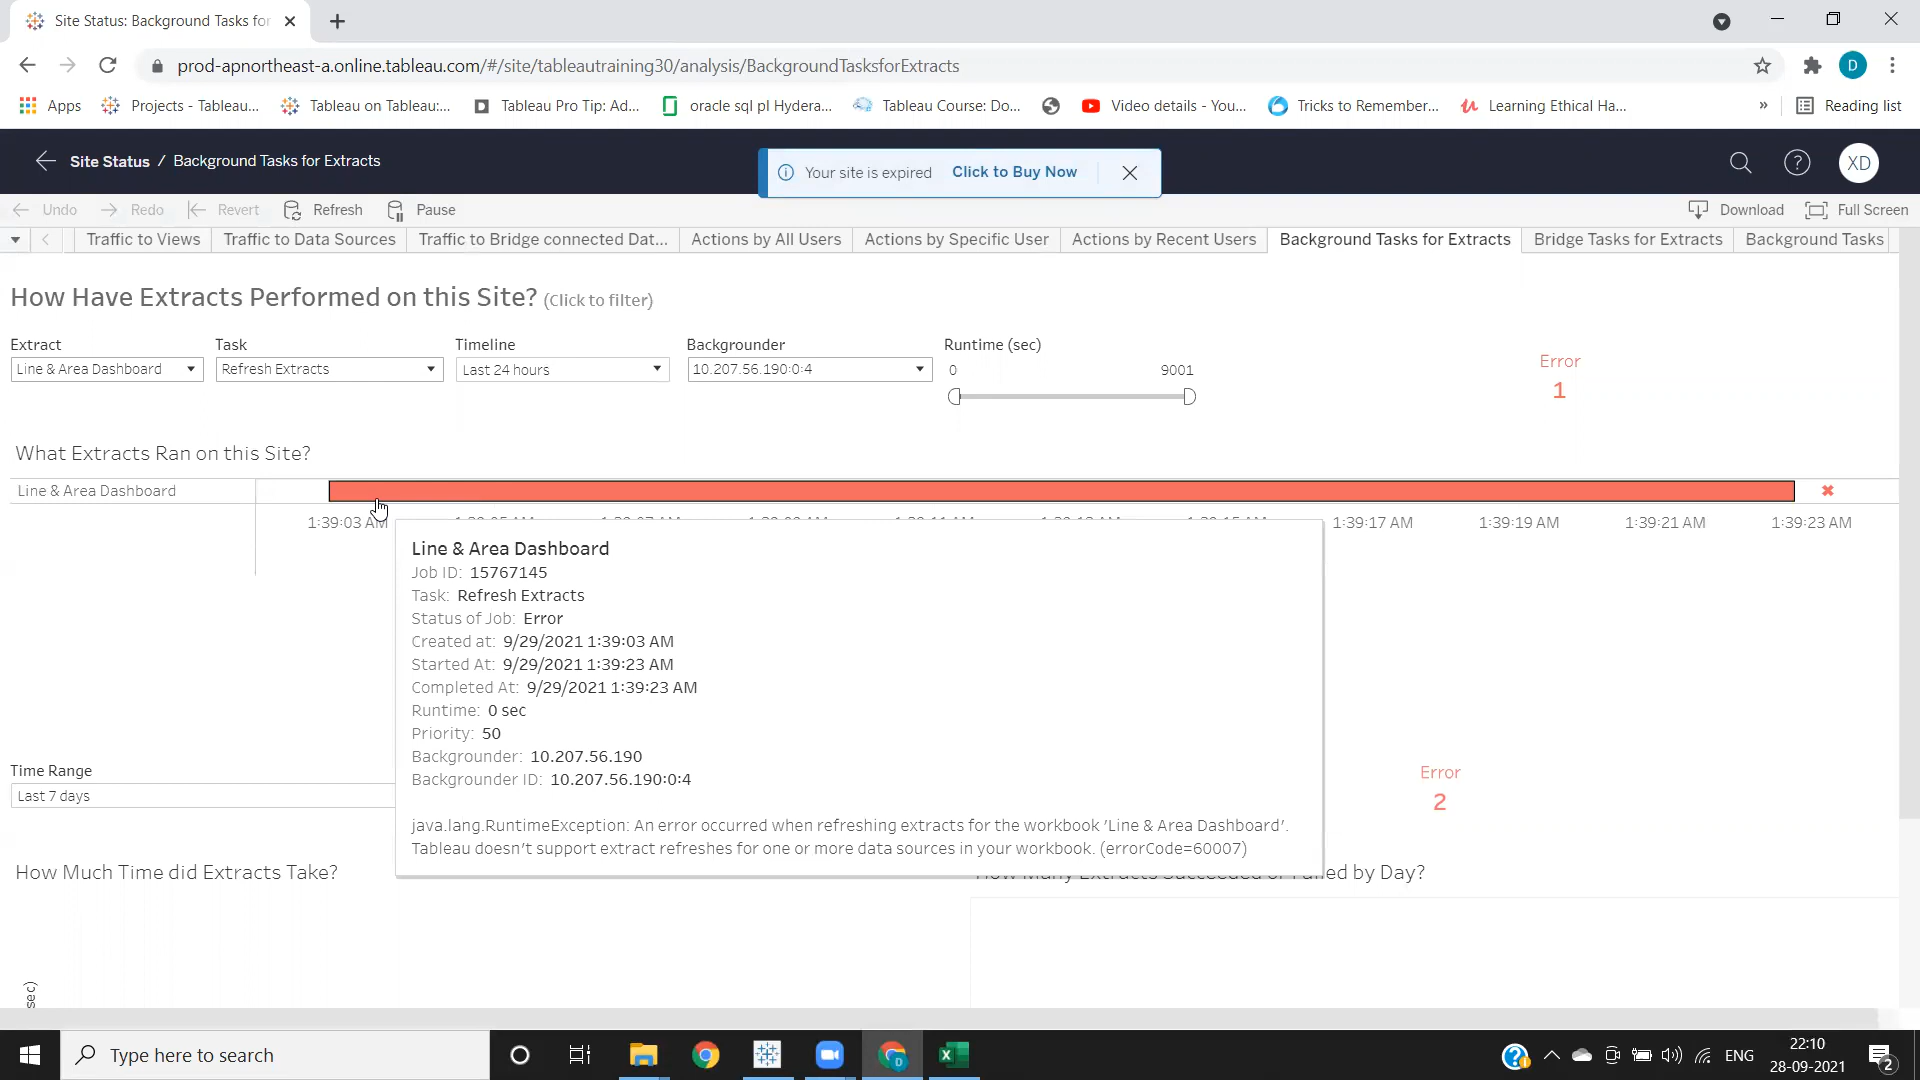 Site Status: Background Tasks for
prod-apnortheast-a.online.tableau.com/#/site/tableautraining30/analysis/BackgroundTasksforExtracts
D
Apps Projects - Tableau... Tableau on Tableau:... Tableau Pro Tip: Ad... oracle sql pl Hydera... Tableau Course: Do... Video details - You... Tricks to Remember... Learning Ethical Ha... » Reading list
Site Status / Background Tasks for Extracts
Your site is expired Click to Buy Now
XD
Undo Redo Revert Refresh Pause Download Full Screen
Traffic to Views Traffic to Data Sources Traffic to Bridge connected Dat... Actions by All Users Actions by Specific User Actions by Recent Users Background Tasks for Extracts Bridge Tasks for Extracts Background Tasks
How Have Extracts Performed on this Site? (Click to filter)
Extract Task Timeline Backgrounder Runtime (sec)
Line & Area Dashboard Refresh Extracts Last 24 hours 10.207.56.190:0:4 0 9001
Error
1
What Extracts Ran on this Site?
Line & Area Dashboard
1:39:03 AM 1:39:17 AM 1:39:19 AM 1:39:21 AM 1:39:23 AM
Line & Area Dashboard
Job ID: 15767145
Task: Refresh Extracts
Status of Job: Error
Created at: 9/29/2021 1:39:03 AM
Started At: 9/29/2021 1:39:23 AM
Completed At: 9/29/2021 1:39:23 AM
Runtime: 0 sec
Priority: 50
Backgrounder: 10.207.56.190
Backgrounder ID: 10.207.56.190:0:4
java.lang.RuntimeException: An error occurred when refreshing extracts for the workbook 'Line & Area Dashboard'.
Tableau doesn't support extract refreshes for one or more data sources in your workbook. (errorCode=60007)
Time Range
Last 7 days
Error
2
How Much Time did Extracts Take?
How Many Extracts Succeeded or Failed by Day?
sec)
Type here to search
ENG
22:10
28-09-2021
2